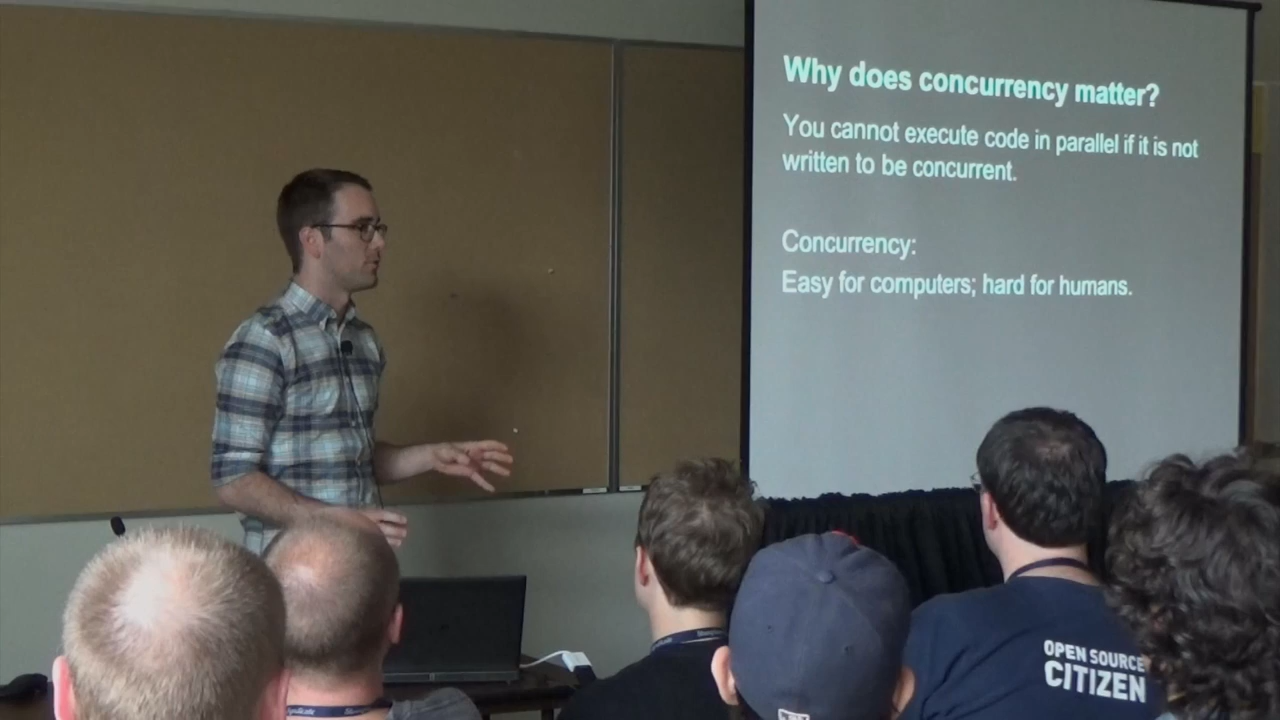 Why does concurrency matter?
You cannot execute code in parallel if it is not
written to be concurrent.
Concurrency:
Easy for computers; hard for humans.
OPEN SOURCE
CITIZEN